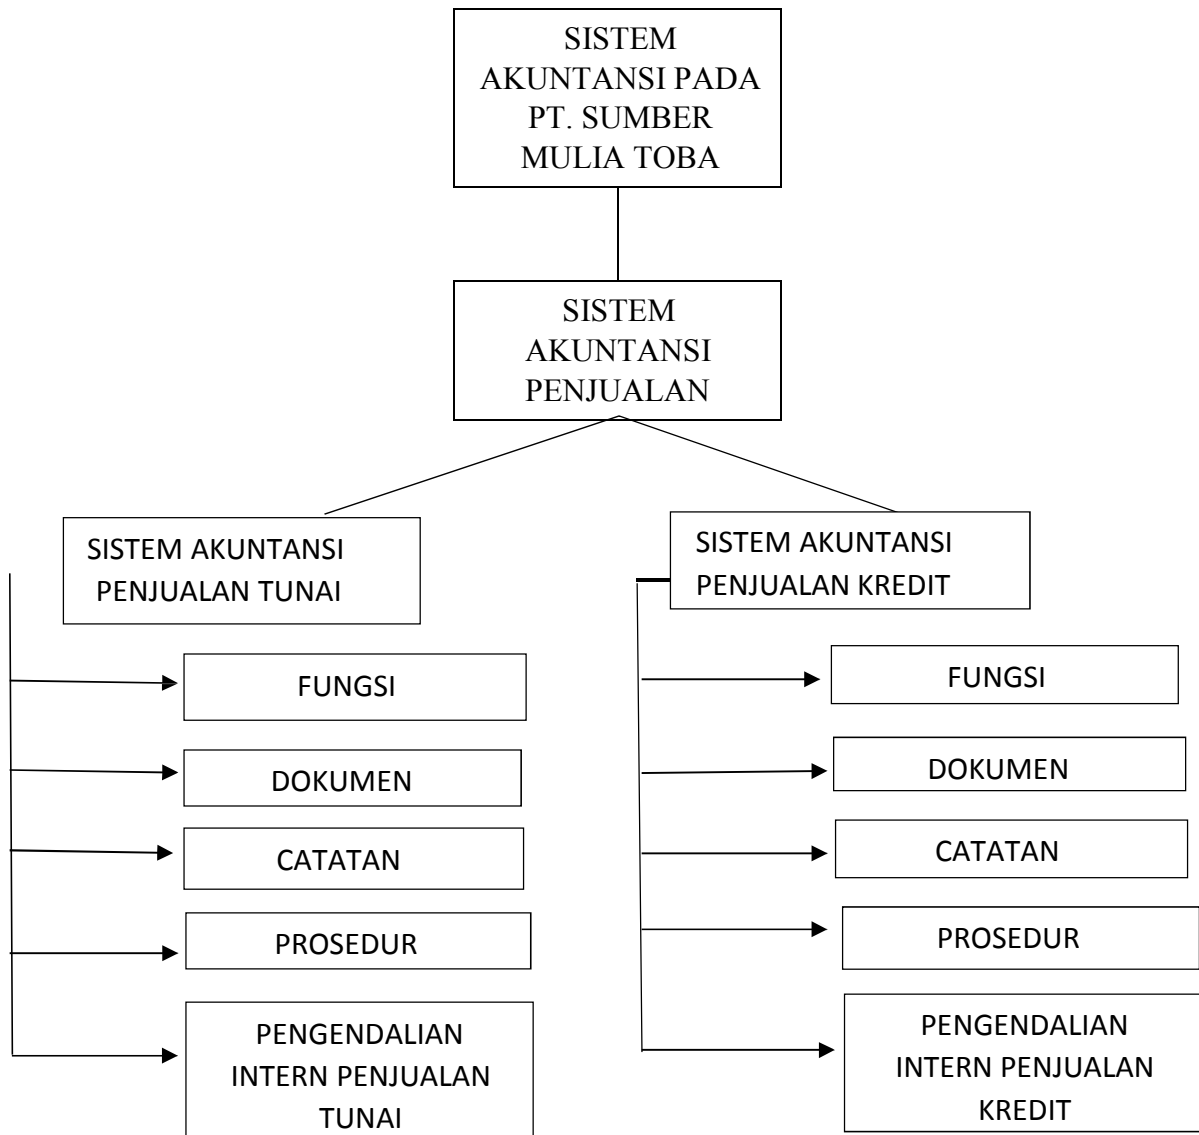 SISTEM
AKUNTANSI PADA
PT. SUMBER
MULIA TOBA
SISTEM
AKUNTANSI
PENJUALAN
SISTEM AKUNTANSI
PENJUALAN TUNAI
FUNGSI
DOKUMEN
CATATAN
PROSEDUR
PENGENDALIAN
INTERN PENJUALAN
TUNAI
SISTEM AKUNTANSI
PENJUALAN KREDIT
FUNGSI
DOKUMEN
CATATAN
PROSEDUR
PENGENDALIAN
INTERN PENJUALAN
KREDIT